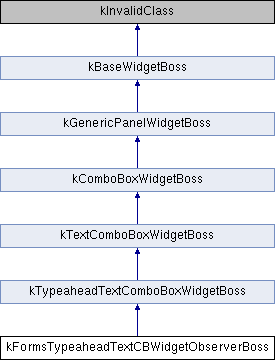 kInvalidClass
kBaseWidgetBoss
kGenericPanelWidgetBoss
kComboBoxWidgetBoss
kTextComboBoxWidgetBoss
kTypeaheadTextComboBoxWidgetBoss
kFormsTypeaheadTextCBWidgetObserverBoss